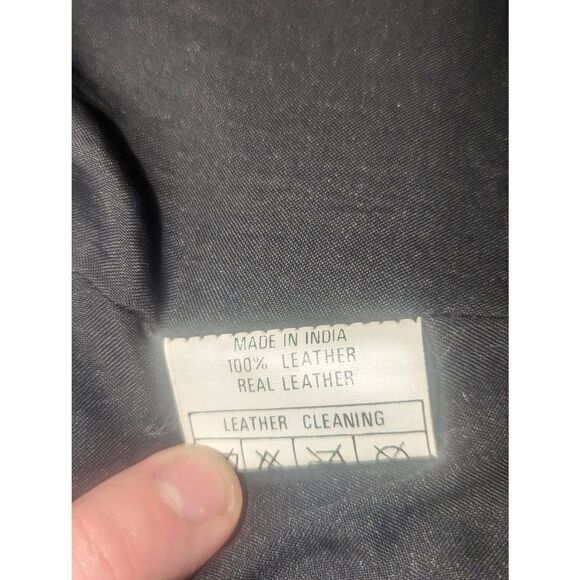 MADE IN INDIA
100% LEATHER
REAL LEATHER
LEATHER CLEANING